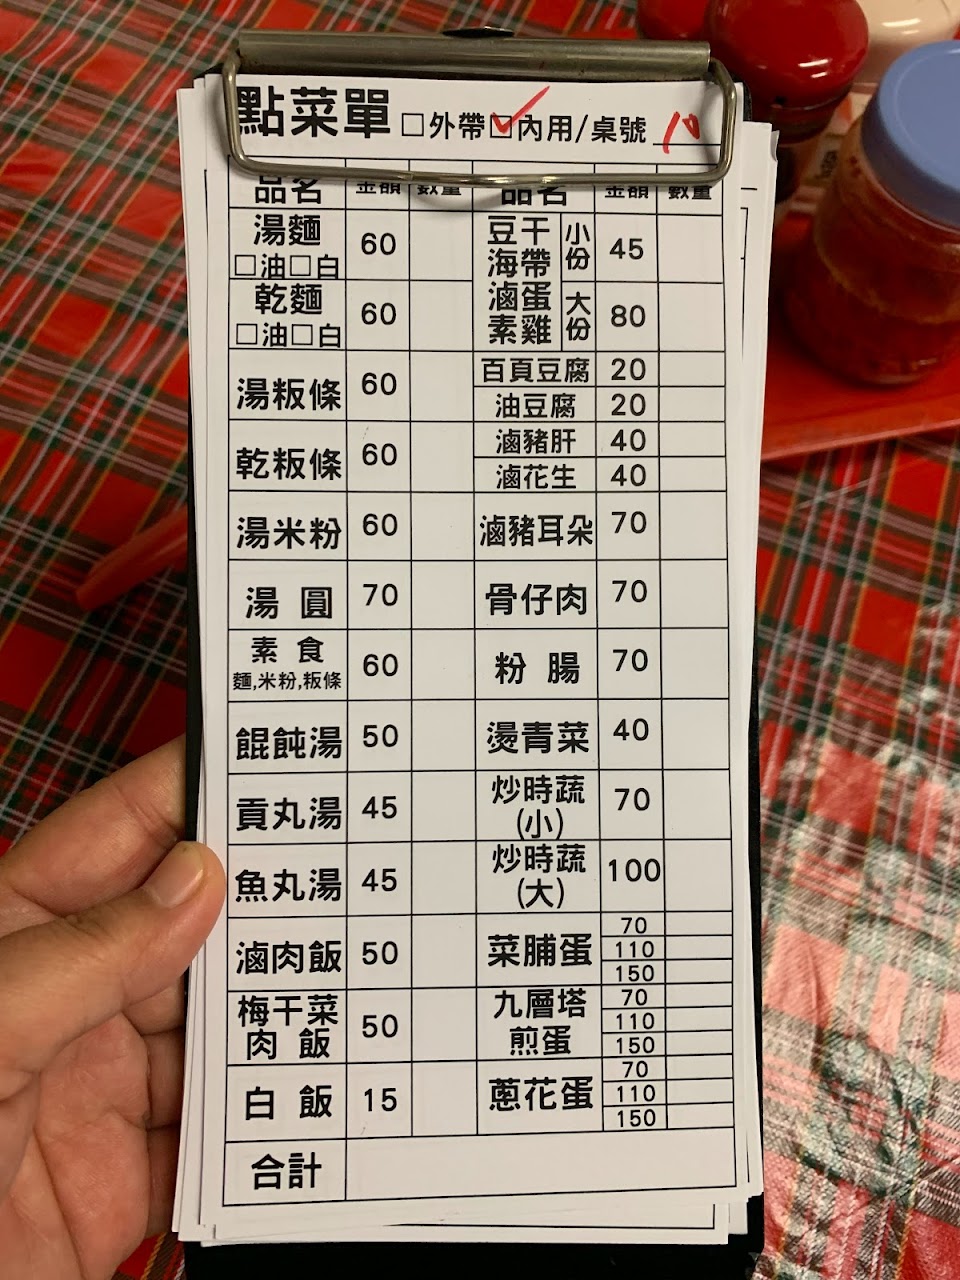 點菜單 □外帶□內用/桌號 10
品名 金額 數量 品名 金額 數量
湯麵 □油□白 60
乾麵 □油□白 60
湯粄條 60
乾粄條 60
湯米粉 60
湯 圓 70
素 食 麵,米粉,粄條 60
餛飩湯 50
貢丸湯 45
魚丸湯 45
滷肉飯 50
梅干菜肉 飯 50
白 飯 15
合計
豆干 海帶 滷蛋 素雞 小份 45
大份 80
百頁豆腐 20
油豆腐 20
滷豬肝 40
滷花生 40
滷豬耳朵 70
骨仔肉 70
粉 腸 70
燙青菜 40
炒時蔬(小) 70
炒時蔬(大) 100
菜脯蛋 70 110 150
九層塔煎蛋 70 110 150
蔥花蛋 70 110 150